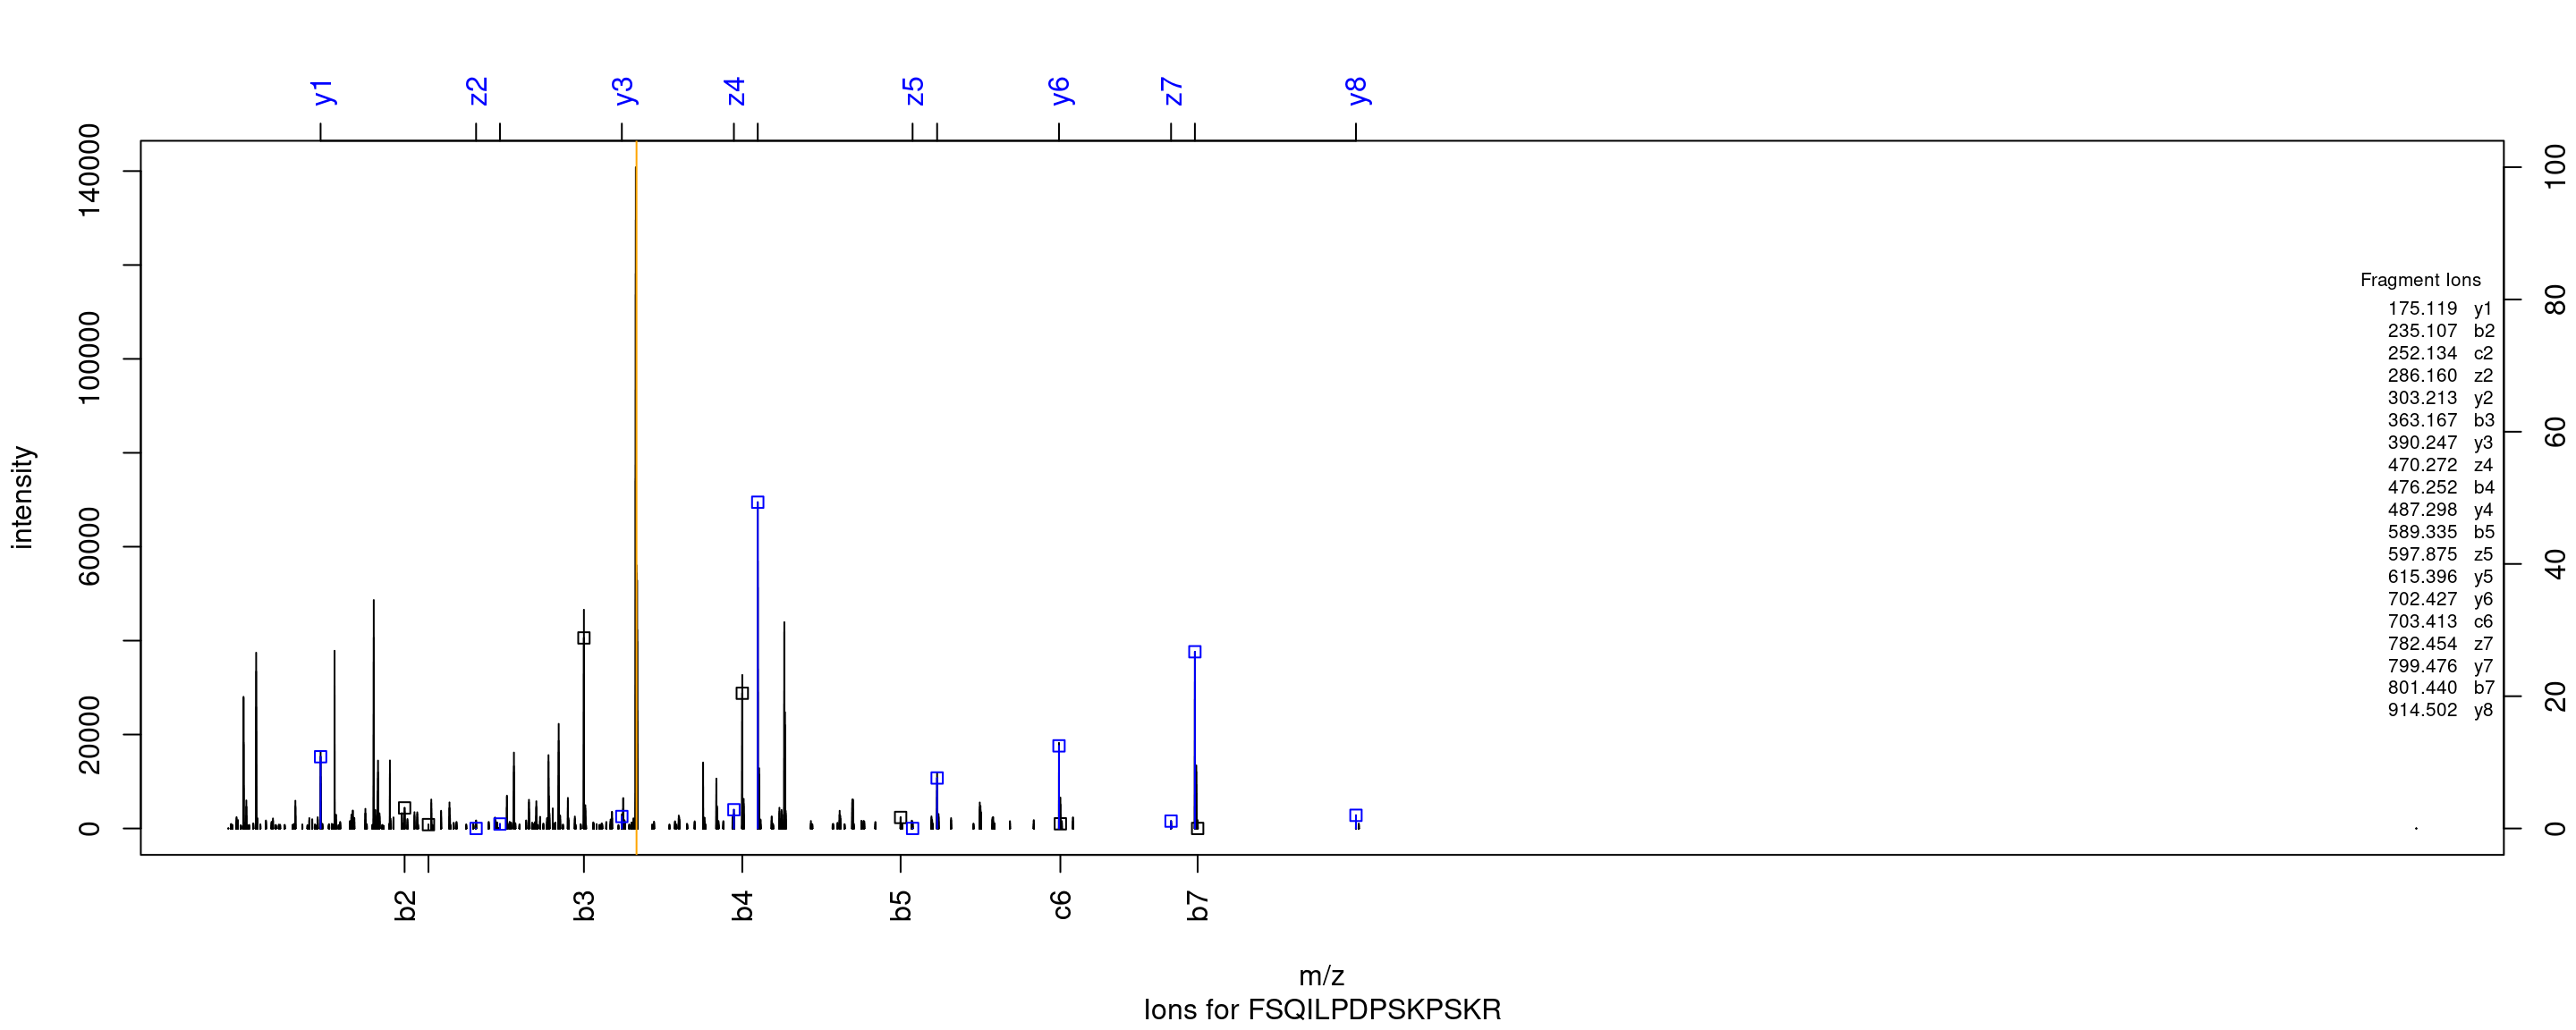 y1 z2 y3 z4 z5 y6 z7 y8
intensity
0 20000 60000 100000 140000
0 20 40 60 80 100
Fragment Ions
175.119 y1
235.107 b2
252.134 c2
286.160 z2
303.213 y2
363.167 b3
390.247 y3
470.272 z4
476.252 b4
487.298 y4
589.335 b5
597.875 z5
615.396 y5
702.427 y6
703.413 c6
782.454 z7
799.476 y7
801.440 b7
914.502 y8
b2 b3 b4 b5 c6 b7
m/z
Ions for FSQILPDPSKPSKR